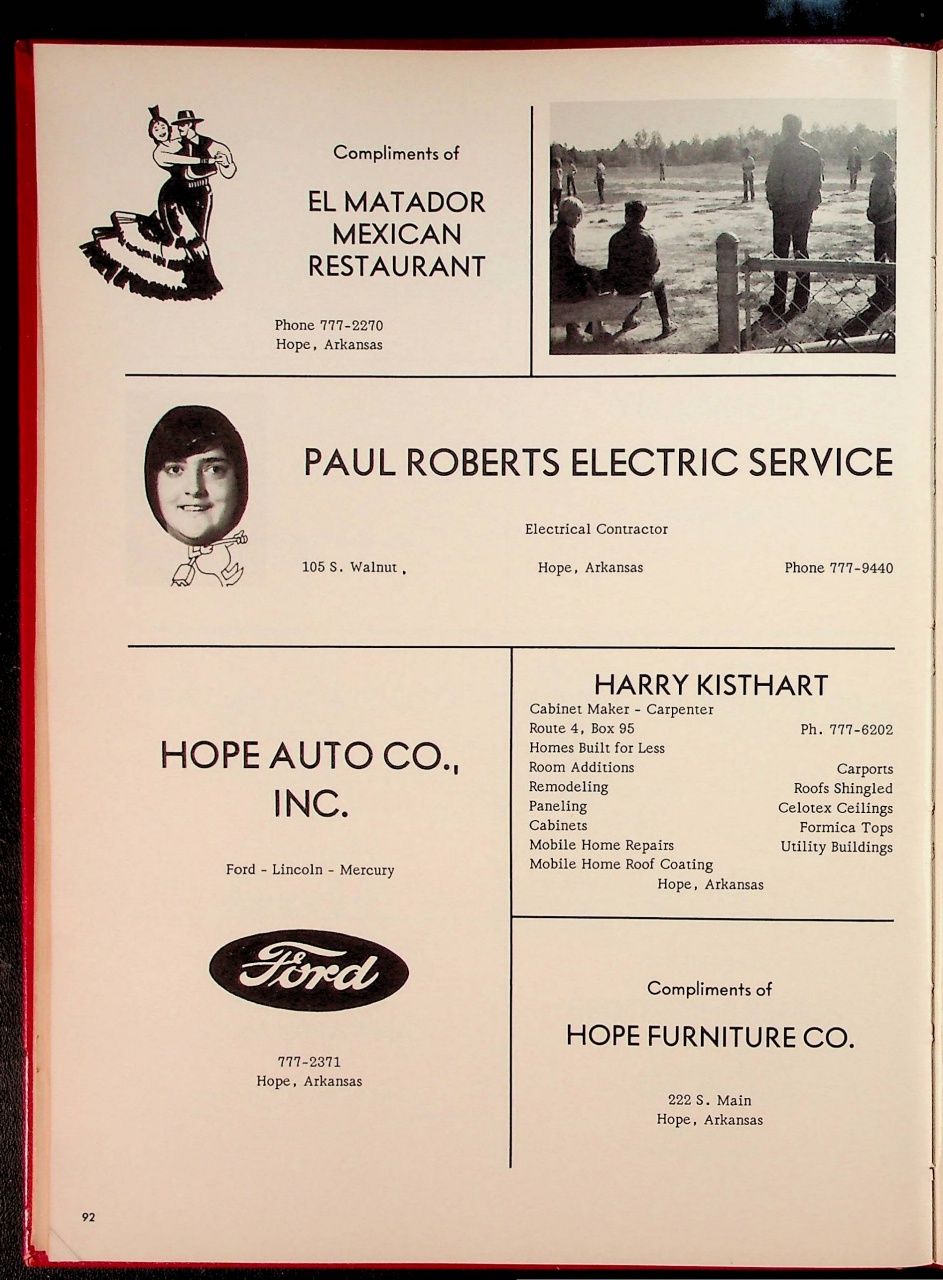 Compliments of
EL MATADOR
MEXICAN
RESTAURANT
Phone 777-2270
Hope, Arkansas
PAUL ROBERTS ELECTRIC SERVICE
Electrical Contractor
105 S. Walnut, Hope, Arkansas Phone 777-9440
HOPE AUTO CO.,
INC.
Ford - Lincoln - Mercury
Ford
777-2371
Hope, Arkansas
HARRY KISTHART
Cabinet Maker - Carpenter
Route 4, Box 95 Ph. 777-6202
Homes Built for Less
Room Additions Carports
Remodeling Roofs Shingled
Paneling Celotex Ceilings
Cabinets Formica Tops
Mobile Home Repairs Utility Buildings
Mobile Home Roof Coating
Hope, Arkansas
Compliments of
HOPE FURNITURE CO.
222 S. Main
Hope, Arkansas
92